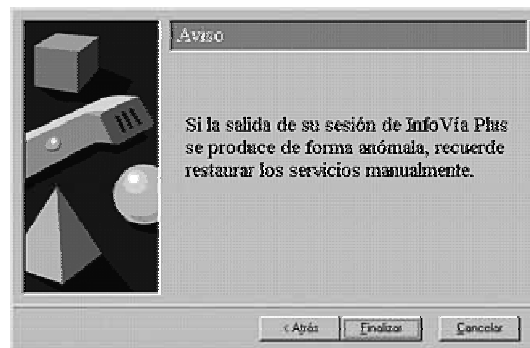 Aviso
Si la salida de su sesión de InfoVía Plus
se produce de forma anómala, recuerde
restaurar los servicios manualmente.
< Atrás
Finalizar
Cancelar